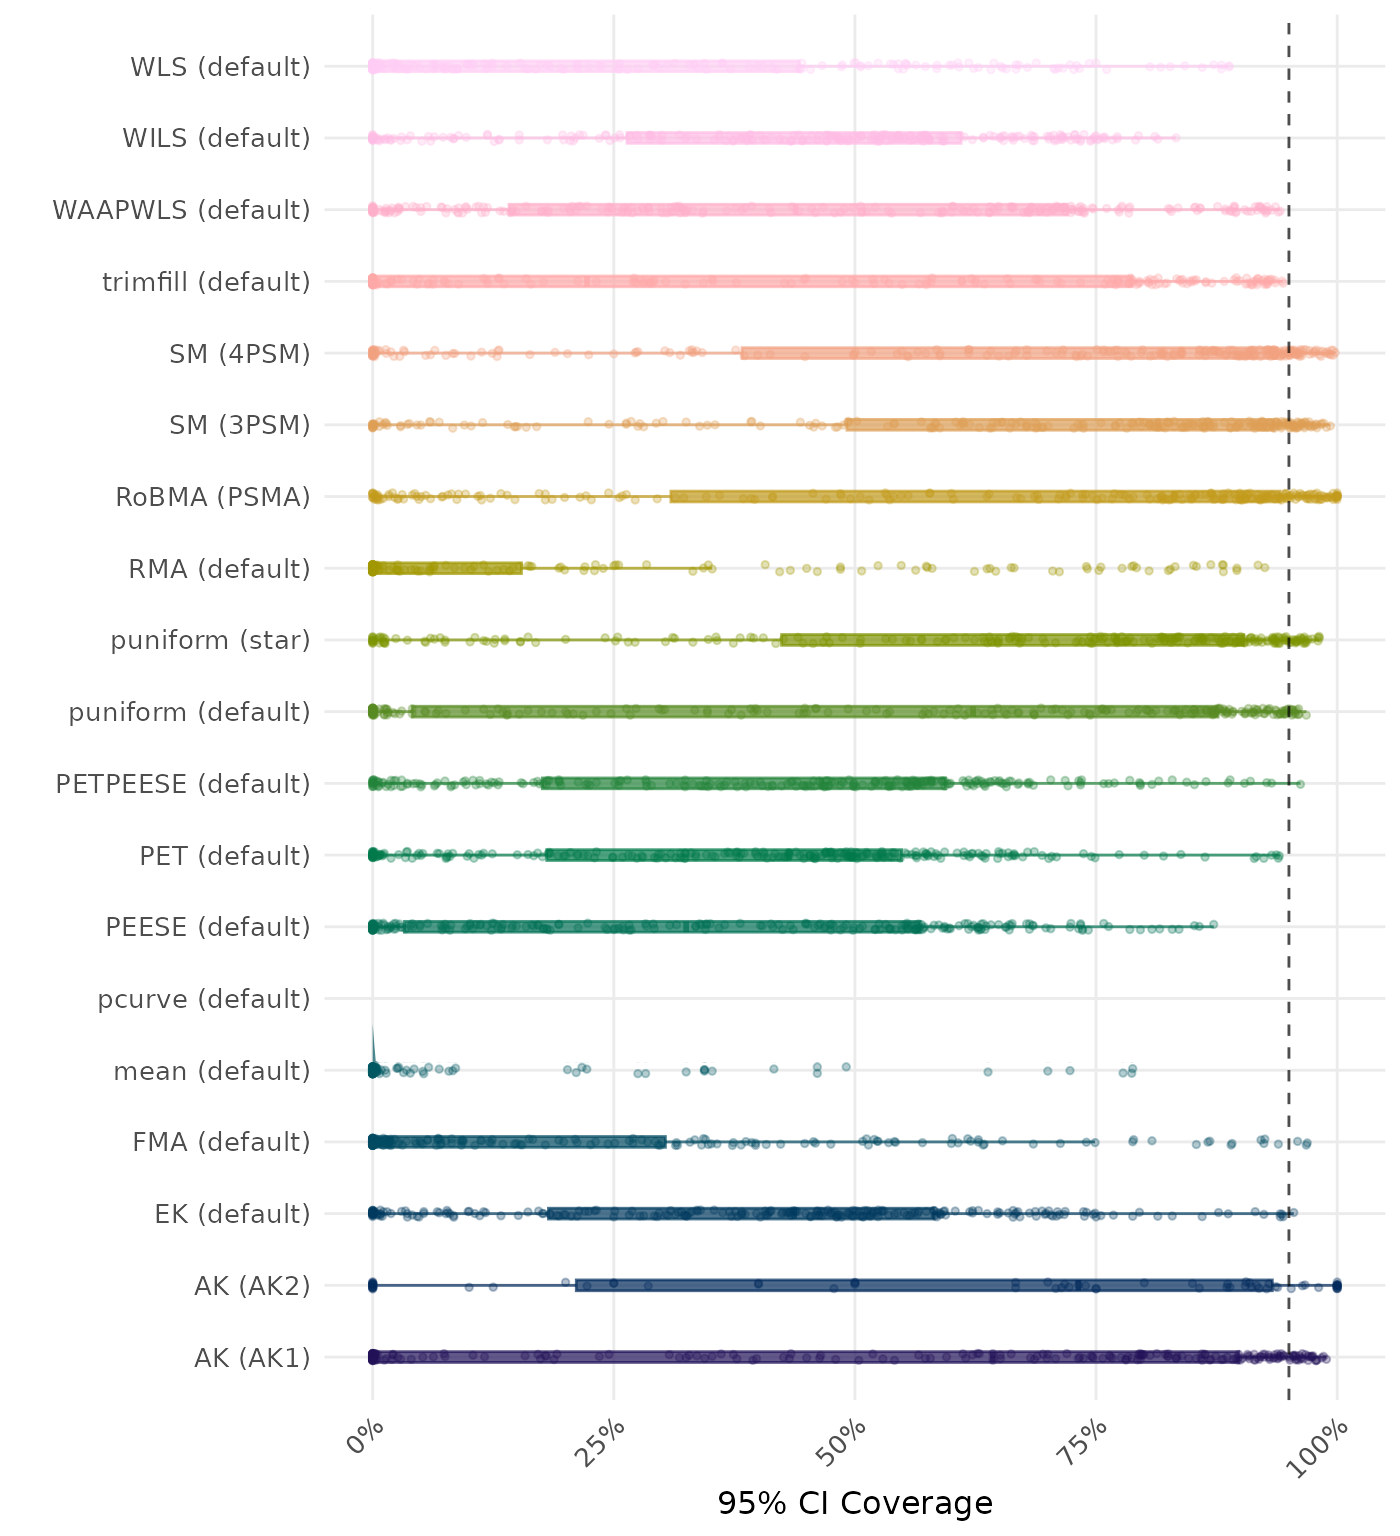 WLS (default)
WILS (default)
WAAPWLS (default)
trimfill (default)
SM (4PSM)
SM (3PSM)
RoBMA (PSMA)
RMA (default)
puniform (star)
puniform (default)
PETPEESE (default)
PET (default)
PEESE (default)
pcurve (default)
mean (default)
FMA (default)
EK (default)
AK (AK2)
AK (AK1)
0%
25%
50%
75%
100%
95% CI Coverage